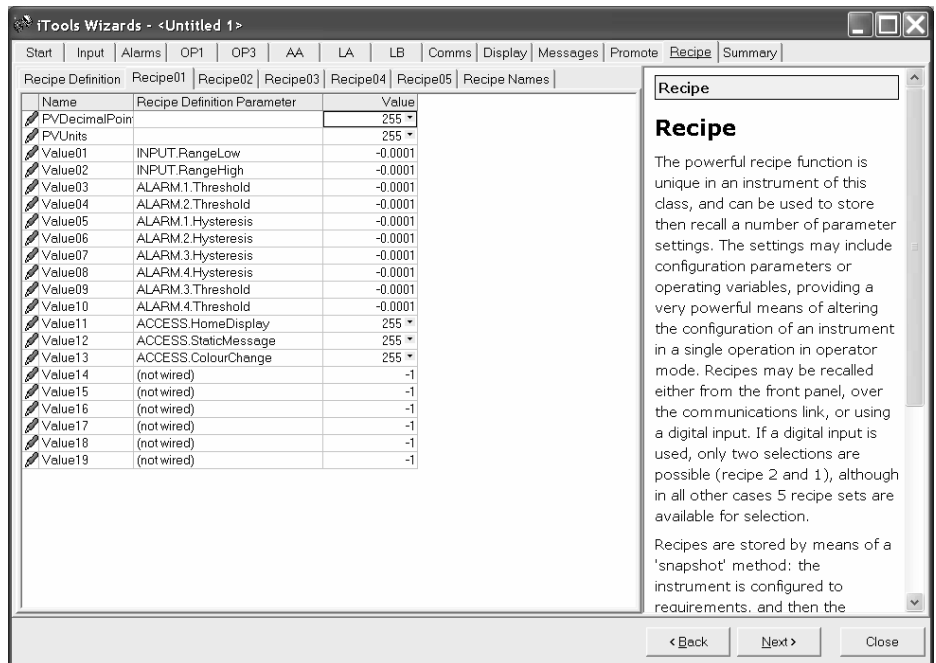 iTools Wizards - <Untitled 1>
Start Input Alarms OP1 OP3 AA LA LB Comms Display Messages Promote Recipe Summary
Recipe Definition Recipe01 Recipe02 Recipe03 Recipe04 Recipe05 Recipe Names
Name Recipe Definition Parameter Value
PVDecimalPoin 255
PVUnits 255
Value01 INPUT.RangeLow -0.0001
Value02 INPUT.RangeHigh -0.0001
Value03 ALARM.1.Threshold -0.0001
Value04 ALARM.2.Threshold -0.0001
Value05 ALARM.1.Hysteresis -0.0001
Value06 ALARM.2.Hysteresis -0.0001
Value07 ALARM.3.Hysteresis -0.0001
Value08 ALARM.4.Hysteresis -0.0001
Value09 ALARM.3.Threshold -0.0001
Value10 ALARM.4.Threshold -0.0001
Value11 ACCESS.HomeDisplay 255
Value12 ACCESS.StaticMessage 255
Value13 ACCESS.ColourChange 255
Value14 (not wired) -1
Value15 (not wired) -1
Value16 (not wired) -1
Value17 (not wired) -1
Value18 (not wired) -1
Value19 (not wired) -1
Recipe
Recipe
The powerful recipe function is
unique in an instrument of this
class, and can be used to store
then recall a number of parameter
settings. The settings may include
configuration parameters or
operating variables, providing a
very powerful means of altering
the configuration of an instrument
in a single operation in operator
mode. Recipes may be recalled
either from the front panel, over
the communications link, or using
a digital input. If a digital input is
used, only two selections are
possible (recipe 2 and 1), although
in all other cases 5 recipe sets are
available for selection.
Recipes are stored by means of a
'snapshot' method: the
instrument is configured to
requirements, and then the
< Back Next > Close